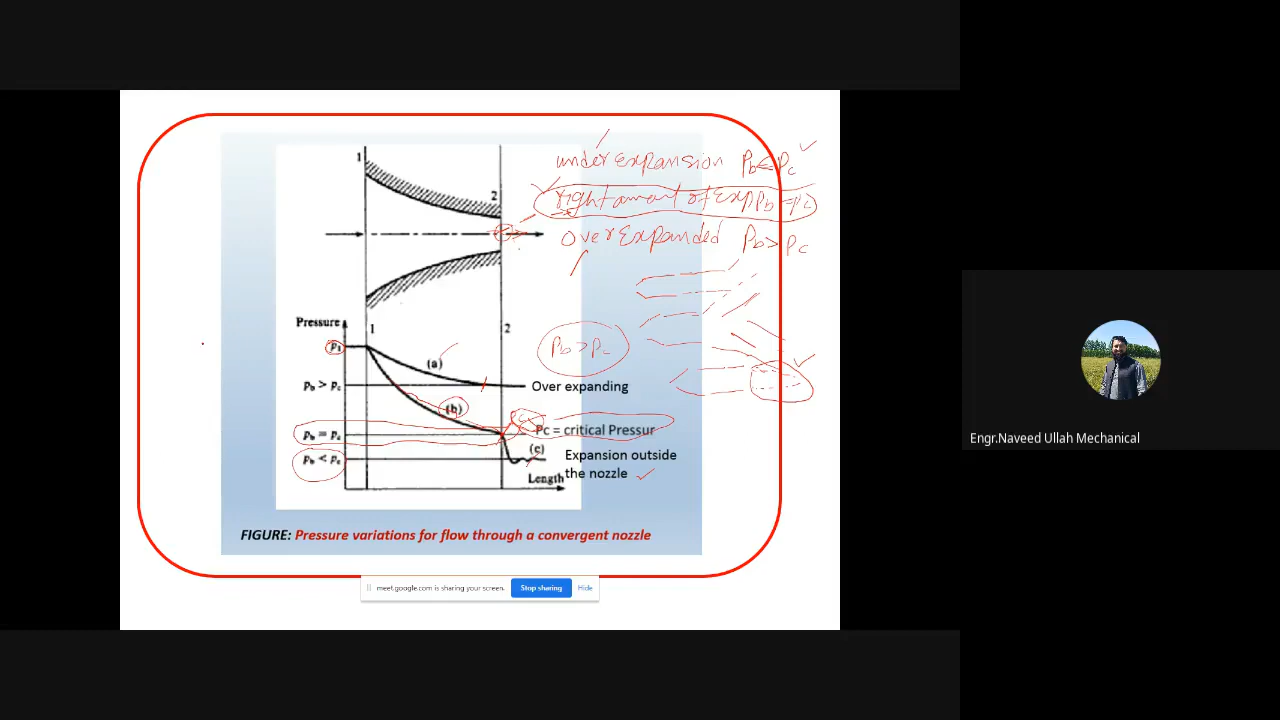 1
2
under expansion Pb<=Pc
right amount of Exp Pb=Pc
Over Expanded Pb>Pc
Pressure
1
2
p₁
(a)
Pb>Pc
pb > pc
Over expanding
(b)
Pc
pb = pc
Pc = critical Pressur
(c)
Expansion outside
pb < pc
the nozzle
Length
FIGURE: Pressure variations for flow through a convergent nozzle
meet.google.com is sharing your screen.
Stop sharing
Hide
Engr.Naveed Ullah Mechanical